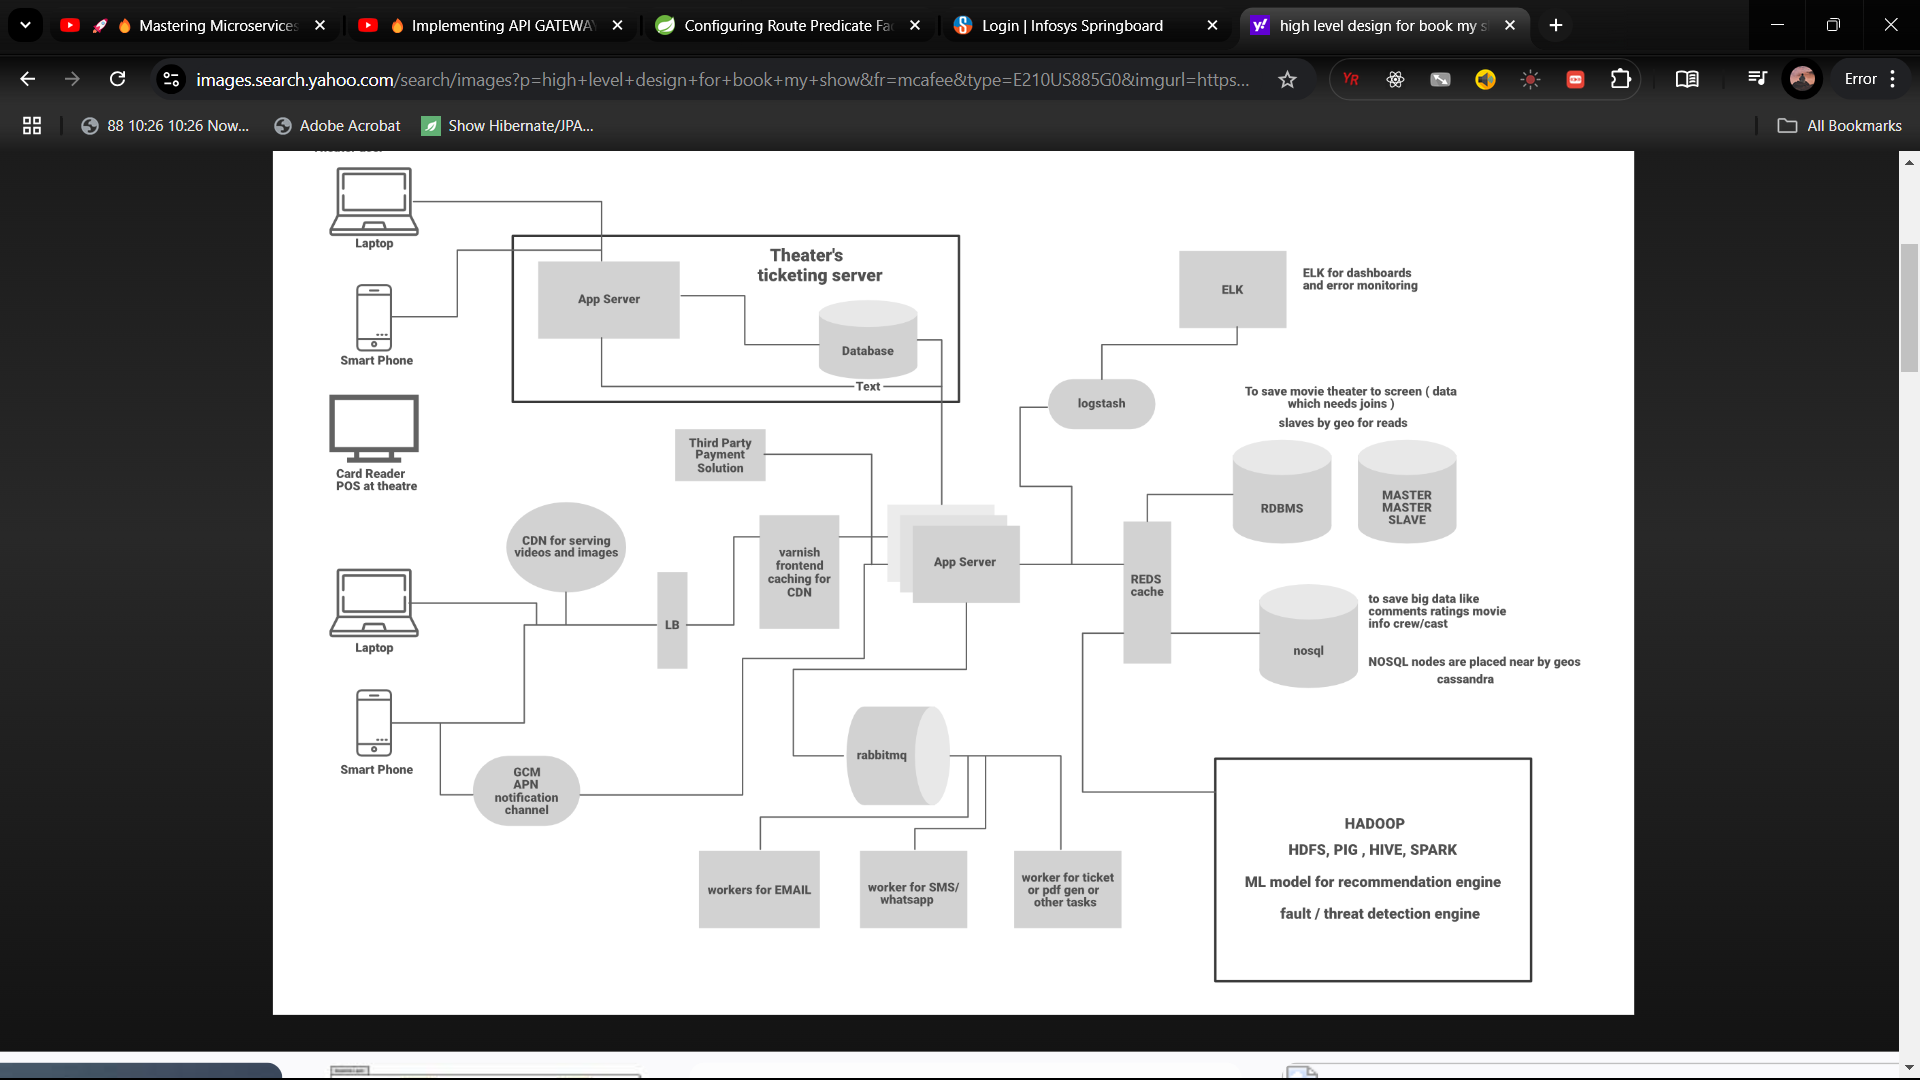 Mastering Microservices
Implementing API GATEWA
Configuring Route Predicate Fa
Login | Infosys Springboard
high level design for book my s
images.search.yahoo.com/search/images?p=high+level+design+for+book+my+show&fr=mcafee&type=E210US885G0&imgurl=https...
Error
88 10:26 10:26 Now...
Adobe Acrobat
Show Hibernate/JPA...
All Bookmarks
Laptop
Smart Phone
Card Reader
POS at theatre
Theater's
ticketing server
App Server
Database
Text
ELK
ELK for dashboards
and error monitoring
logstash
To save movie theater to screen ( data
which needs joins )
slaves by geo for reads
RDBMS
MASTER
MASTER
SLAVE
Third Party
Payment
Solution
CDN for serving
videos and images
varnish
frontend
caching for
CDN
App Server
REDS
cache
LB
Laptop
nosql
to save big data like
comments ratings movie
info crew/cast
NOSQL nodes are placed near by geos
cassandra
Smart Phone
GCM
APN
notification
channel
rabbitmq
workers for EMAIL
worker for SMS/
whatsapp
worker for ticket
or pdf gen or
other tasks
HADOOP
HDFS, PIG , HIVE, SPARK
ML model for recommendation engine
fault / threat detection engine